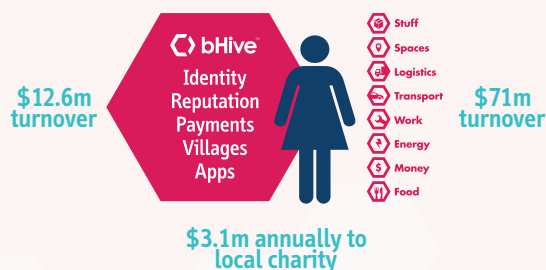 bHive™
Identity
Reputation
Payments
Villages
Apps
$12.6m
turnover
Stuff
Spaces
Logistics
Transport
Work
Energy
Money
Food
$71m
turnover
$3.1m annually to
local charity